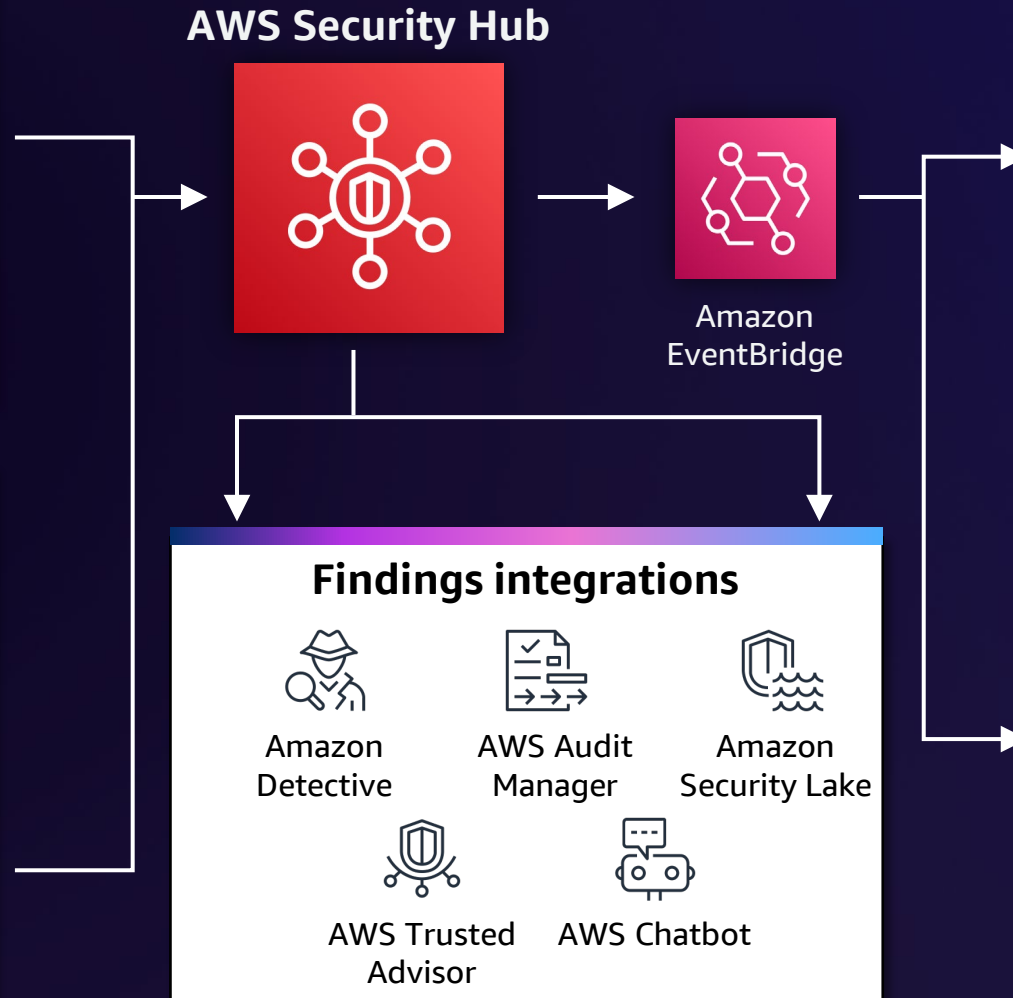 AWS Security Hub
Amazon
EventBridge
Findings integrations
Amazon
Detective
AWS Audit
Manager
Amazon
Security Lake
AWS Trusted
Advisor
AWS Chatbot